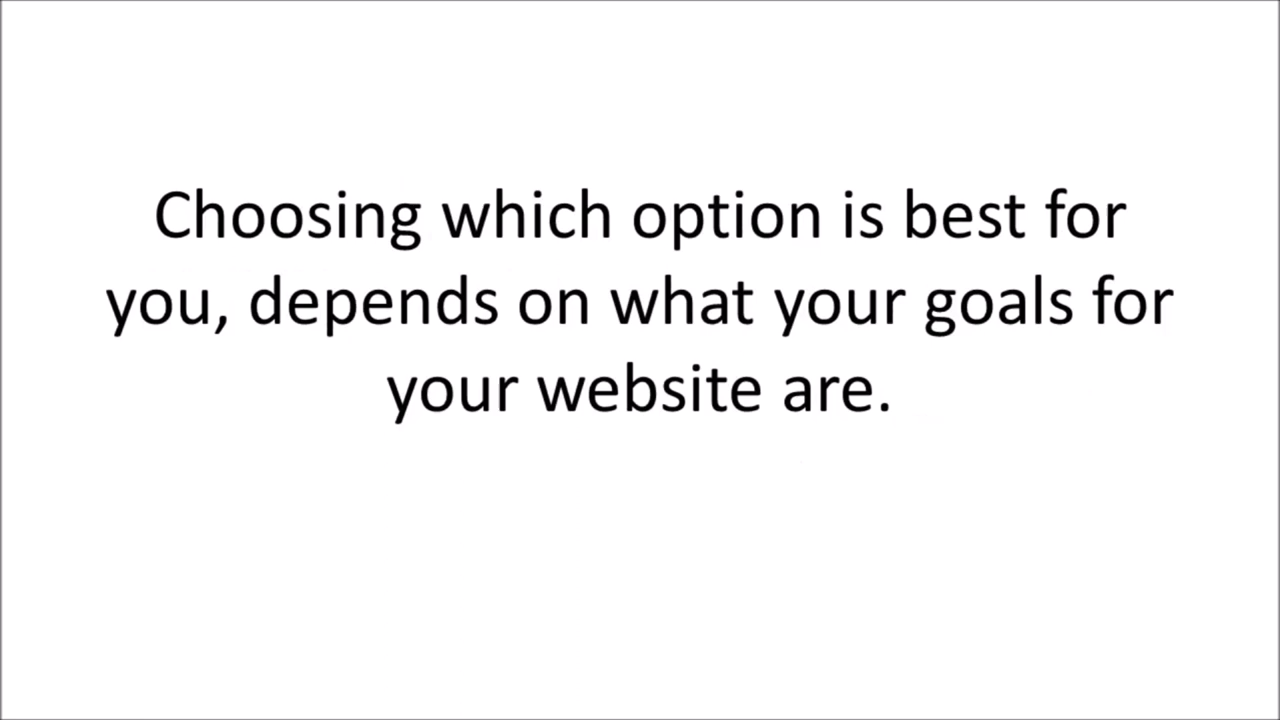 Choosing which option is best for
you, depends on what your goals for
your website are.